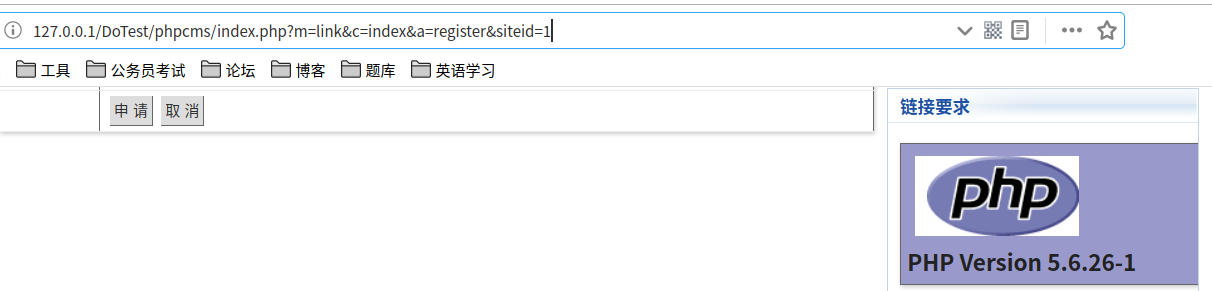 127.0.0.1/DoTest/phpcms/index.php?m=link&c=index&a=register&siteid=1
工具 公务员考试 论坛 博客 题库 英语学习
申 请 取 消
链接要求
php
PHP Version 5.6.26-1